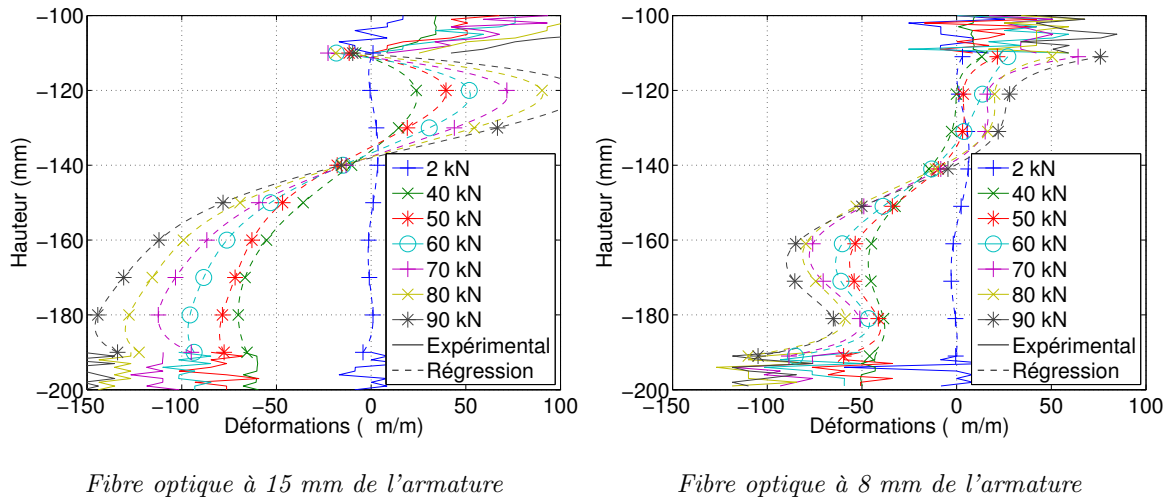 −100
−120
−140
−160
−180
−200
Hauteur (mm)
−150 −100 −50 0 50 100
Déformations ( m/m)
2 kN
40 kN
50 kN
60 kN
70 kN
80 kN
90 kN
Expérimental
Régression
Fibre optique à 15 mm de l'armature
−100
−120
−140
−160
−180
−200
Hauteur (mm)
−150 −100 −50 0 50 100
Déformations ( m/m)
2 kN
40 kN
50 kN
60 kN
70 kN
80 kN
90 kN
Expérimental
Régression
Fibre optique à 8 mm de l'armature